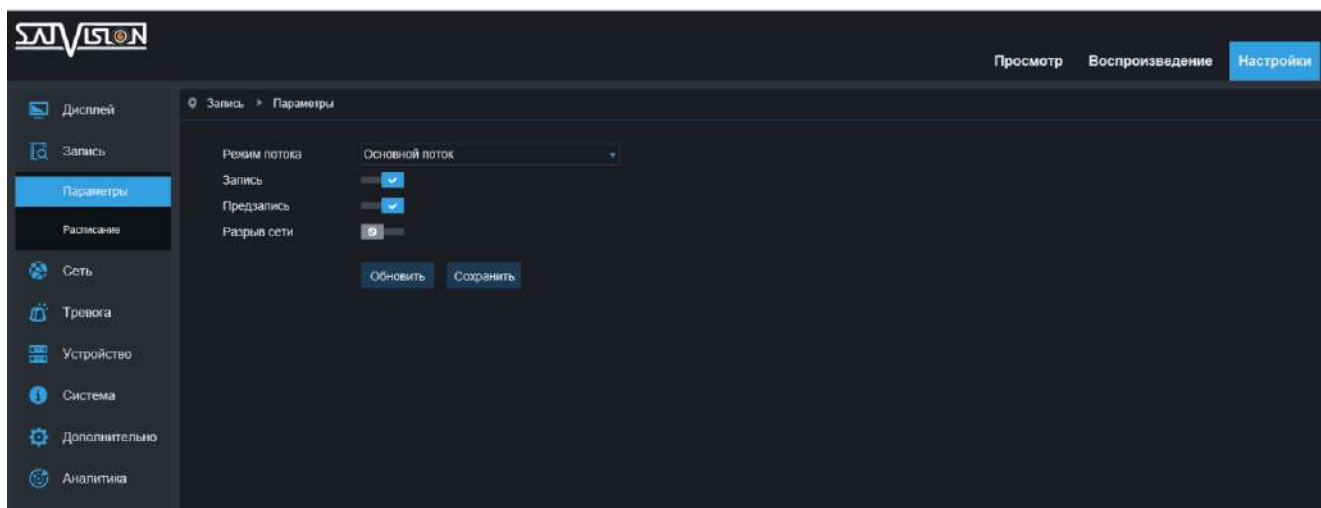 SATVISION
Просмотр Воспроизведение Настройки
Дисплей
Запись
Параметры
Расписание
Сеть
Тревога
Устройство
Система
Дополнительно
Аналитика
Запись Параметры
Режим потока Основной поток
Запись
Предзапись
Разрыв сети
Обновить Сохранить